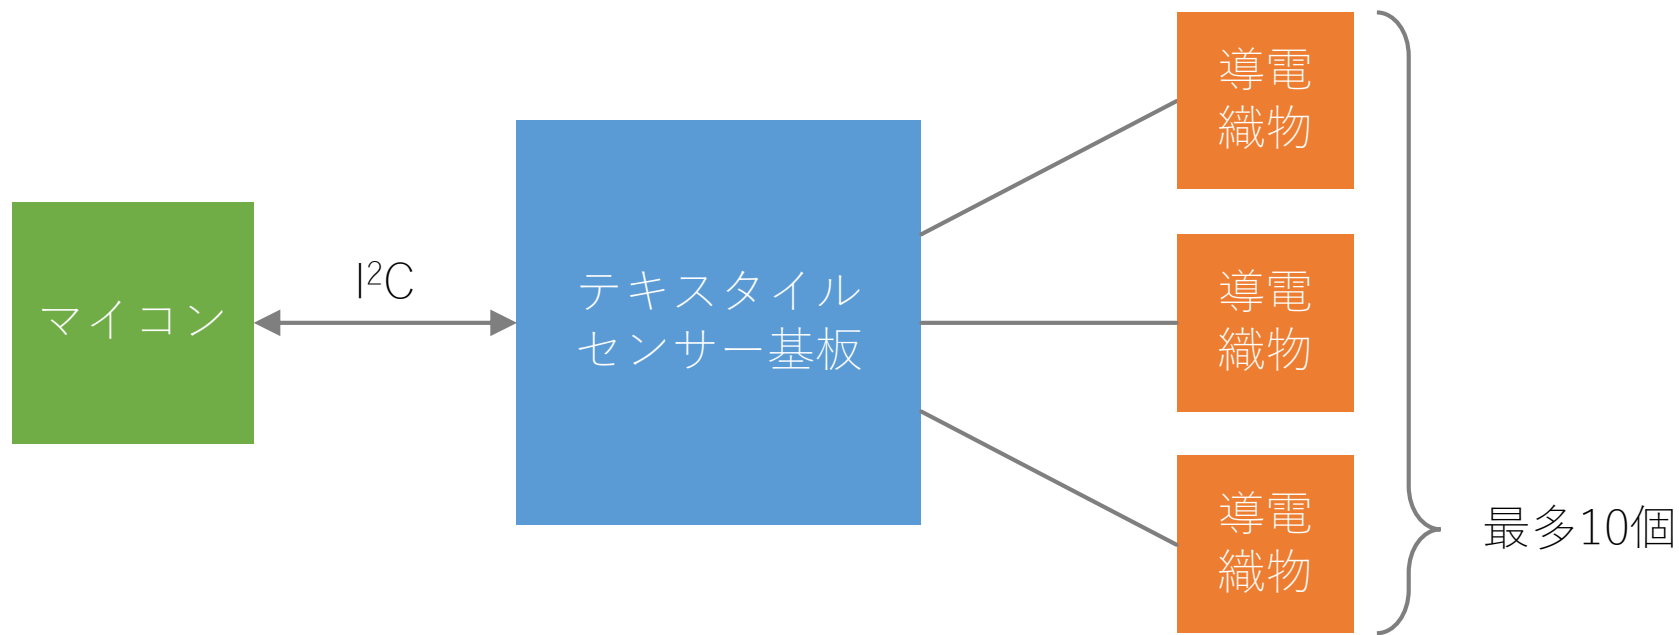 マイコン
I²C
テキスタイル
センサー基板
導電
織物
導電
織物
導電
織物
最多10個